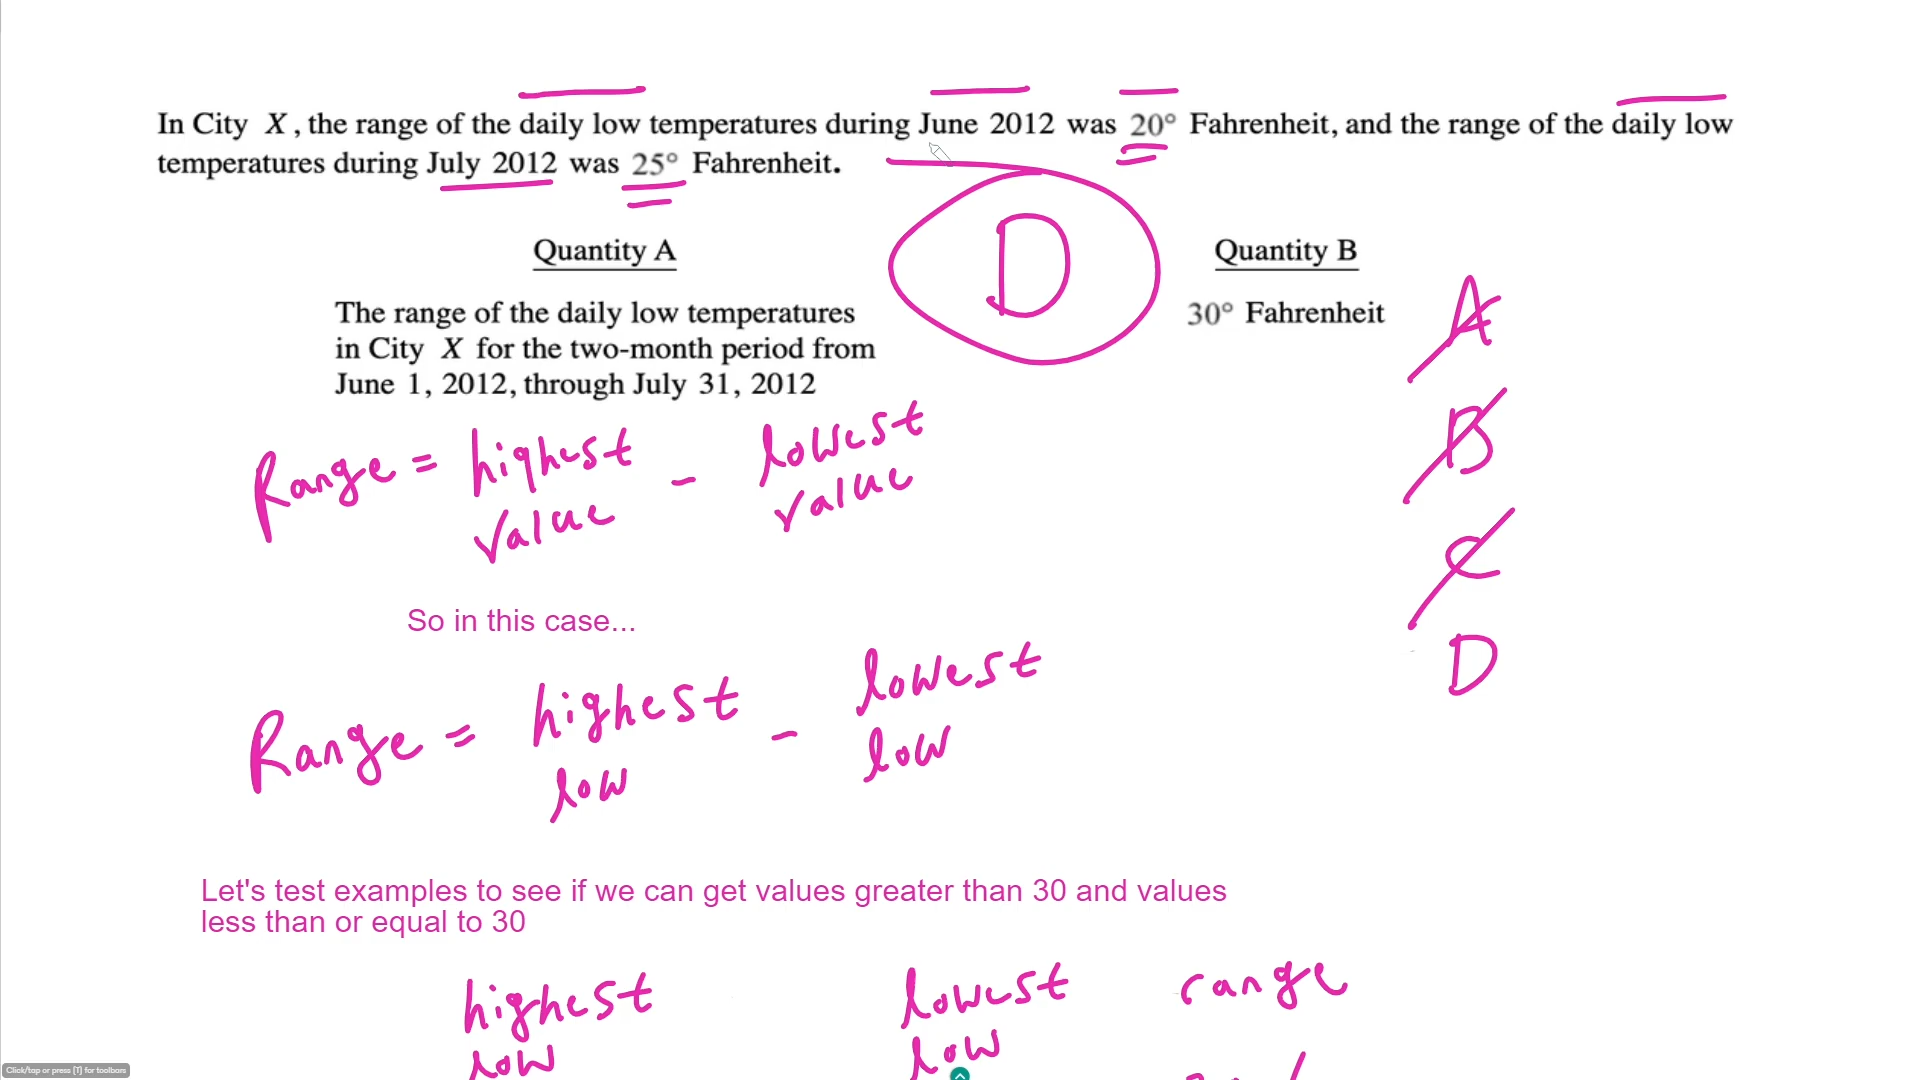 In City X, the range of the daily low temperatures during June 2012 was 20° Fahrenheit, and the range of the daily low
temperatures during July 2012 was 25° Fahrenheit.
Quantity A
Quantity B
The range of the daily low temperatures
in City X for the two-month period from
June 1, 2012, through July 31, 2012
30° Fahrenheit
D
A
B
C
D
Range = highest value - lowest value
So in this case...
Range = highest low - lowest low
Let's test examples to see if we can get values greater than 30 and values
less than or equal to 30
highest low
lowest low
range
Click/tap or press [T] for toolbars